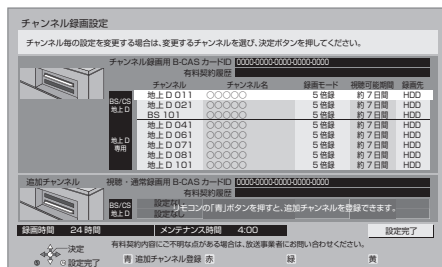 チャンネル録画設定
チャンネル毎の設定を変更する場合は、変更するチャンネルを選び、決定ボタンを押してください。
チャンネル録画用 B-CAS カードID 0000-0000-0000-0000-0000
有料契約履歴
チャンネル チャンネル名 録画モード 視聴可能期間 録画先
BS/CS 地上D
地上 D 011 ○○○○○ 5 倍録 約 7 日間 HDD
地上 D 021 ○○○○○ 5 倍録 約 7 日間 HDD
BS 101 ○○○○○ 5 倍録 約 7 日間 HDD
地上D 専用
地上 D 041 ○○○○○ 5 倍録 約 7 日間 HDD
地上 D 061 ○○○○○ 5 倍録 約 7 日間 HDD
地上 D 071 ○○○○○ 5 倍録 約 7 日間 HDD
地上 D 081 ○○○○○ 5 倍録 約 7 日間 HDD
地上 D 101 ○○○○○ 5 倍録 約 7 日間 HDD
追加チャンネル 視聴・通常録画用 B-CAS カードID 0000-0000-0000-0000-0000
有料契約履歴
BS/CS 地上D
設定なし
設定なし
リモコンの「青」ボタンを押すと、追加チャンネルを登録できます。
録画時間 24 時間 メンテナンス時間 4:00 設定完了
有料契約内容にご不明な点がある場合は、放送事業者にお問い合わせください。
決定
設定完了
青 追加チャンネル登録 赤 緑 黄